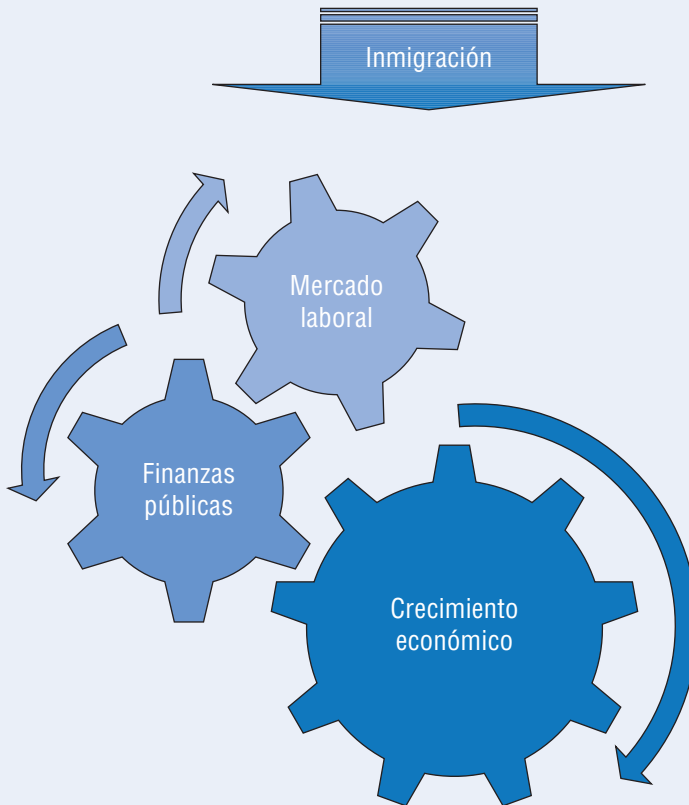 Inmigración
Mercado
laboral
Finanzas
públicas
Crecimiento
económico